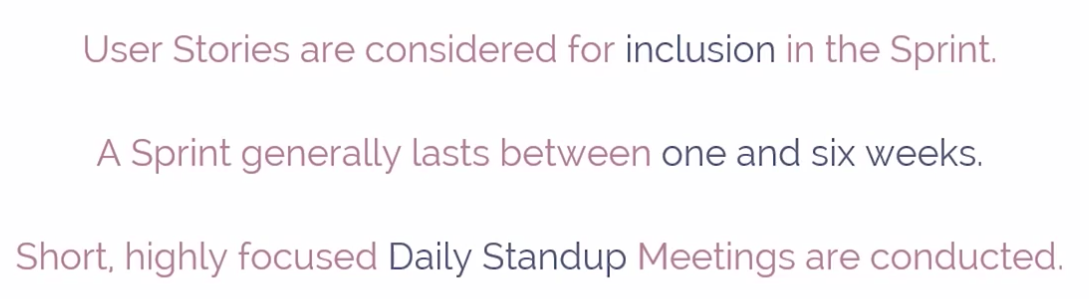 User Stories are considered for inclusion in the Sprint.
A Sprint generally lasts between one and six weeks.
Short, highly focused Daily Standup Meetings are conducted.